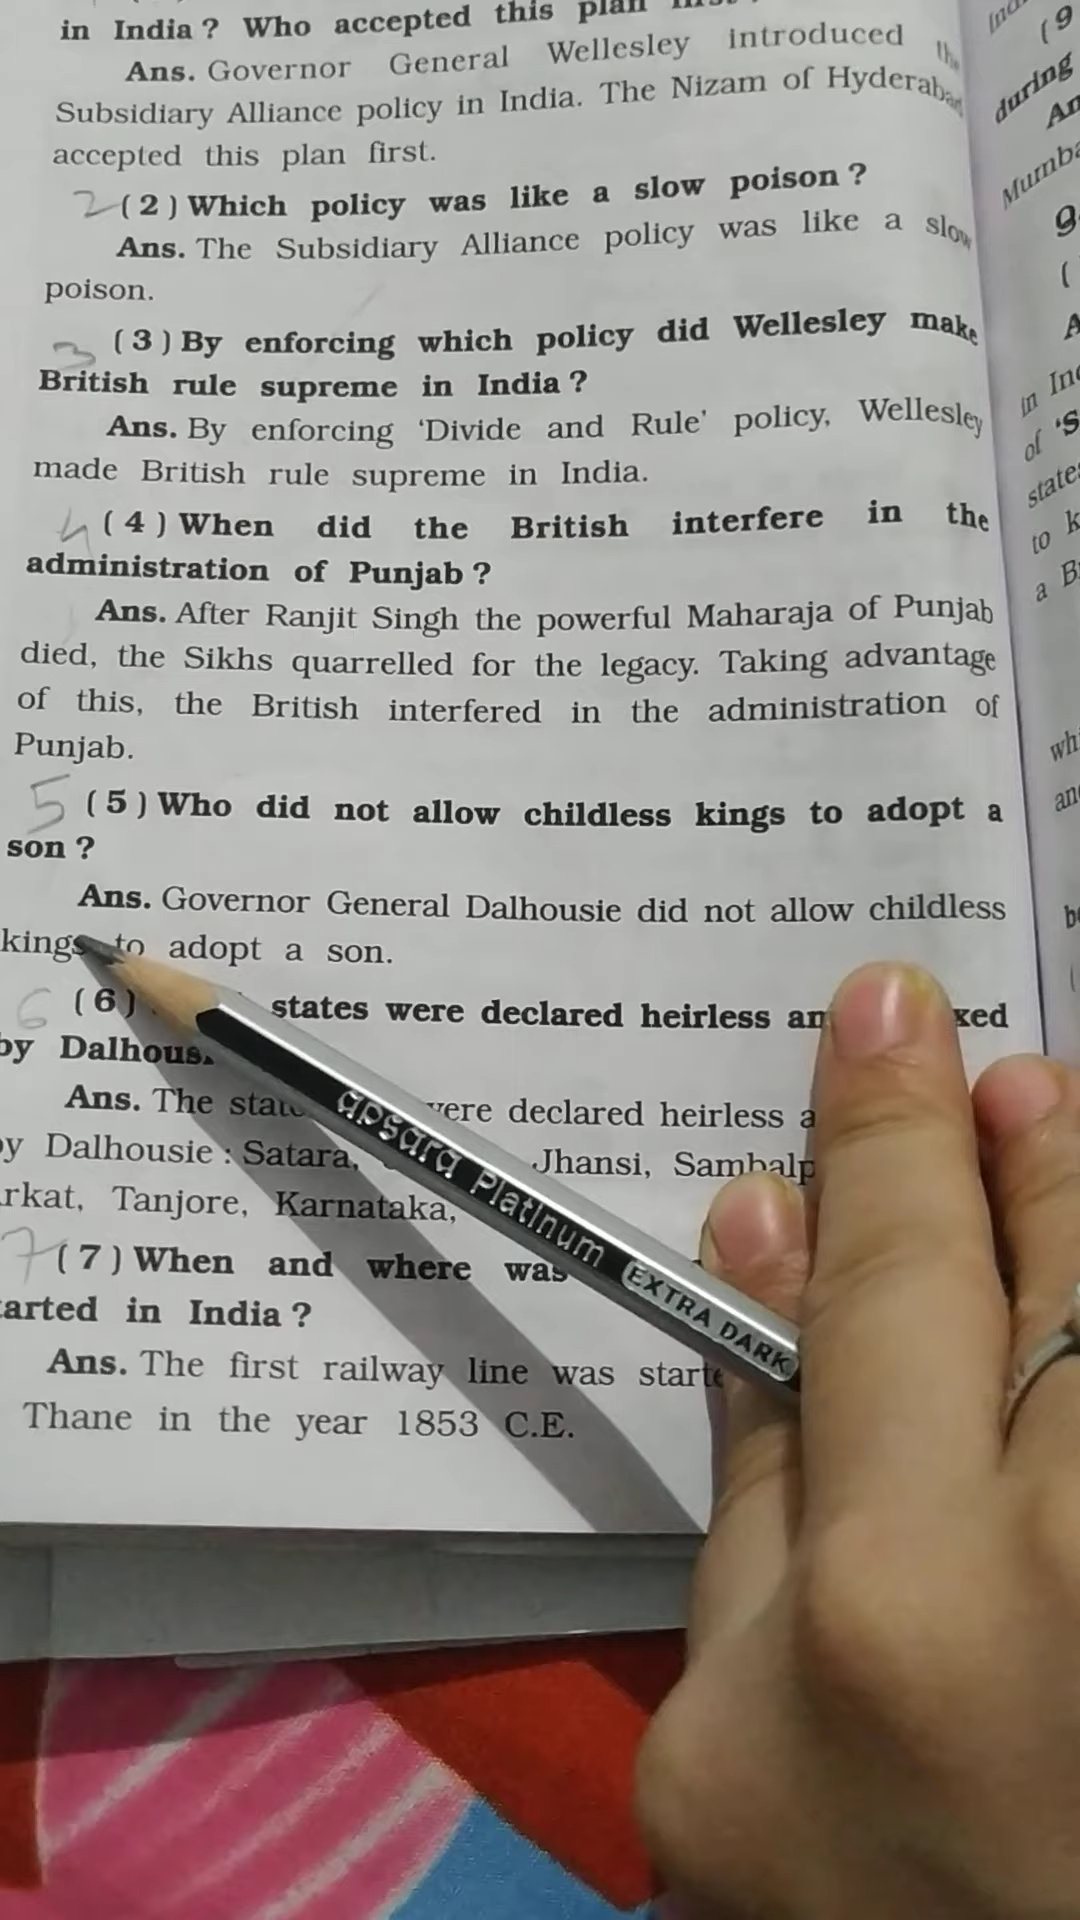 in India ? Who accepted this plan
Ans. Governor General Wellesley introduced the
Subsidiary Alliance policy in India. The Nizam of Hyderabad
accepted this plan first.
2 ( 2 ) Which policy was like a slow poison ?
Ans. The Subsidiary Alliance policy was like a slow
poison.
3 ( 3 ) By enforcing which policy did Wellesley make
British rule supreme in India ?
Ans. By enforcing ‘Divide and Rule’ policy, Wellesley
made British rule supreme in India.
4 ( 4 ) When did the British interfere in the
administration of Punjab ?
Ans. After Ranjit Singh the powerful Maharaja of Punjab
died, the Sikhs quarrelled for the legacy. Taking advantage
of this, the British interfered in the administration of
Punjab.
5 ( 5 ) Who did not allow childless kings to adopt a
son ?
Ans. Governor General Dalhousie did not allow childless
kings to adopt a son.
6 ( 6 ) states were declared heirless
by
Ans. The were declared heirless
Dalhousie : Satara, Jhansi,
Tanjore, Karnataka,
7 ( 7 ) When and where was
in India ?
Ans. The first railway line was
Thane in the year 1853 C.E.
apsara Platinum EXTRA DARK
( 9
during
in
of ‘S
to
a